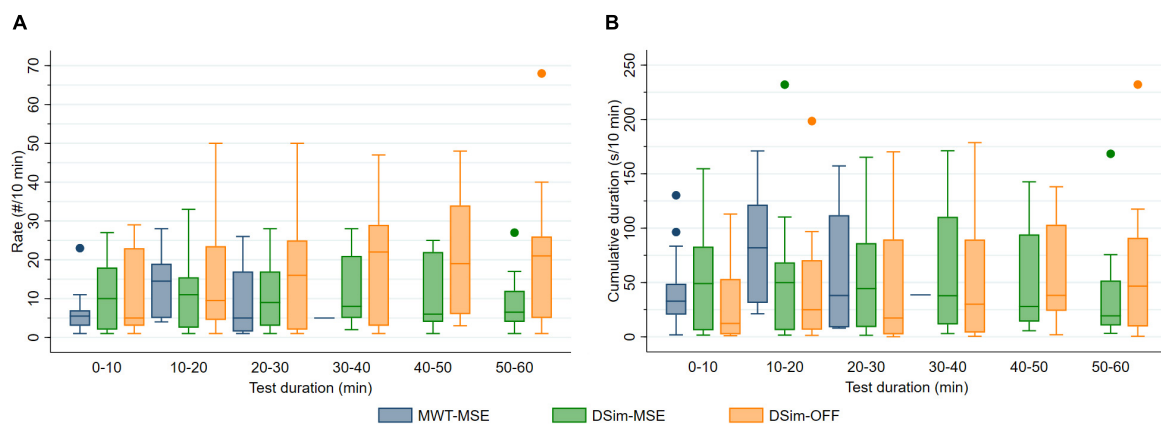 A
Rate (#/10 min)
70
60
50
40
30
20
10
0
0-10 10-20 20-30 30-40 40-50 50-60
Test duration (min)
B
Cumulative duration (s/10 min)
250
200
150
100
50
0
0-10 10-20 20-30 30-40 40-50 50-60
Test duration (min)
MWT-MSE DSim-MSE DSim-OFF